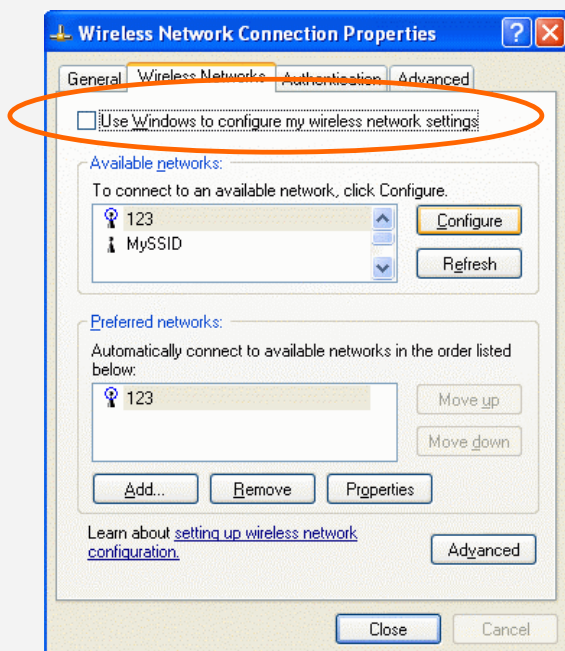 Wireless Network Connection Properties
General Wireless Networks Authentication Advanced
Use Windows to configure my wireless network settings
Available networks:
To connect to an available network, click Configure.
123
MySSID
Configure
Refresh
Preferred networks:
Automatically connect to available networks in the order listed
below:
123
Move up
Move down
Add... Remove Properties
Learn about setting up wireless network
configuration.
Advanced
Close Cancel